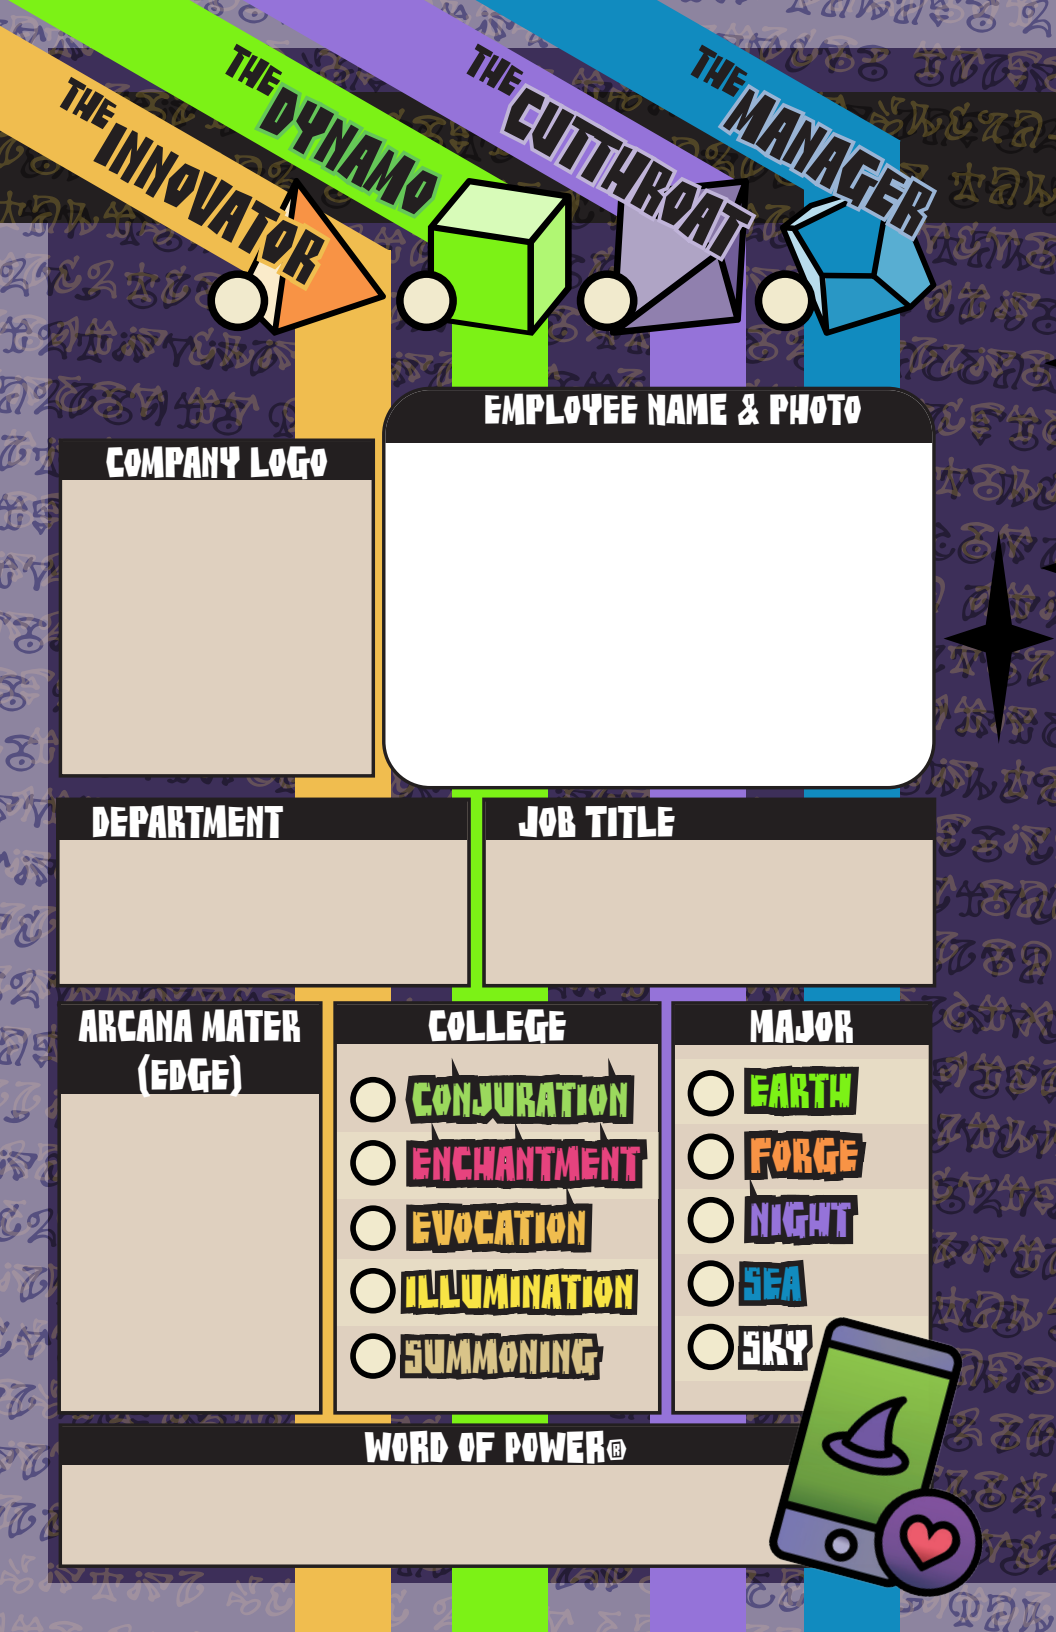 THE INNOVATOR
THE DYNAMO
THE CUTTHROAT
THE MANAGER
EMPLOYEE NAME & PHOTO
COMPANY LOGO
DEPARTMENT
JOB TITLE
ARCANA MATER
(EDGE)
COLLEGE
CONJURATION
ENCHANTMENT
EVOCATION
ILLUMINATION
SUMMONING
MAJOR
EARTH
FORGE
NIGHT
SEA
SKY
WORD OF POWER®